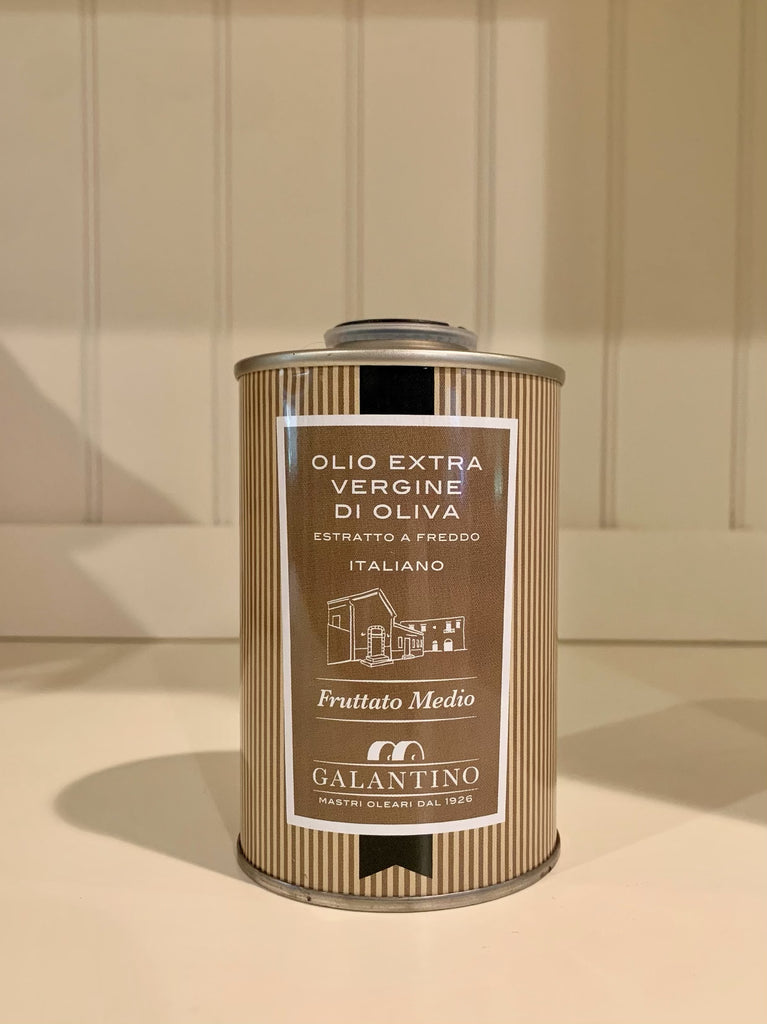 OLIO EXTRA
VERGINE
DI OLIVA
ESTRATTO A FREDDO
ITALIANO
Fruttato Medio
GALANTINO
MASTRI OLEARI DAL 1926